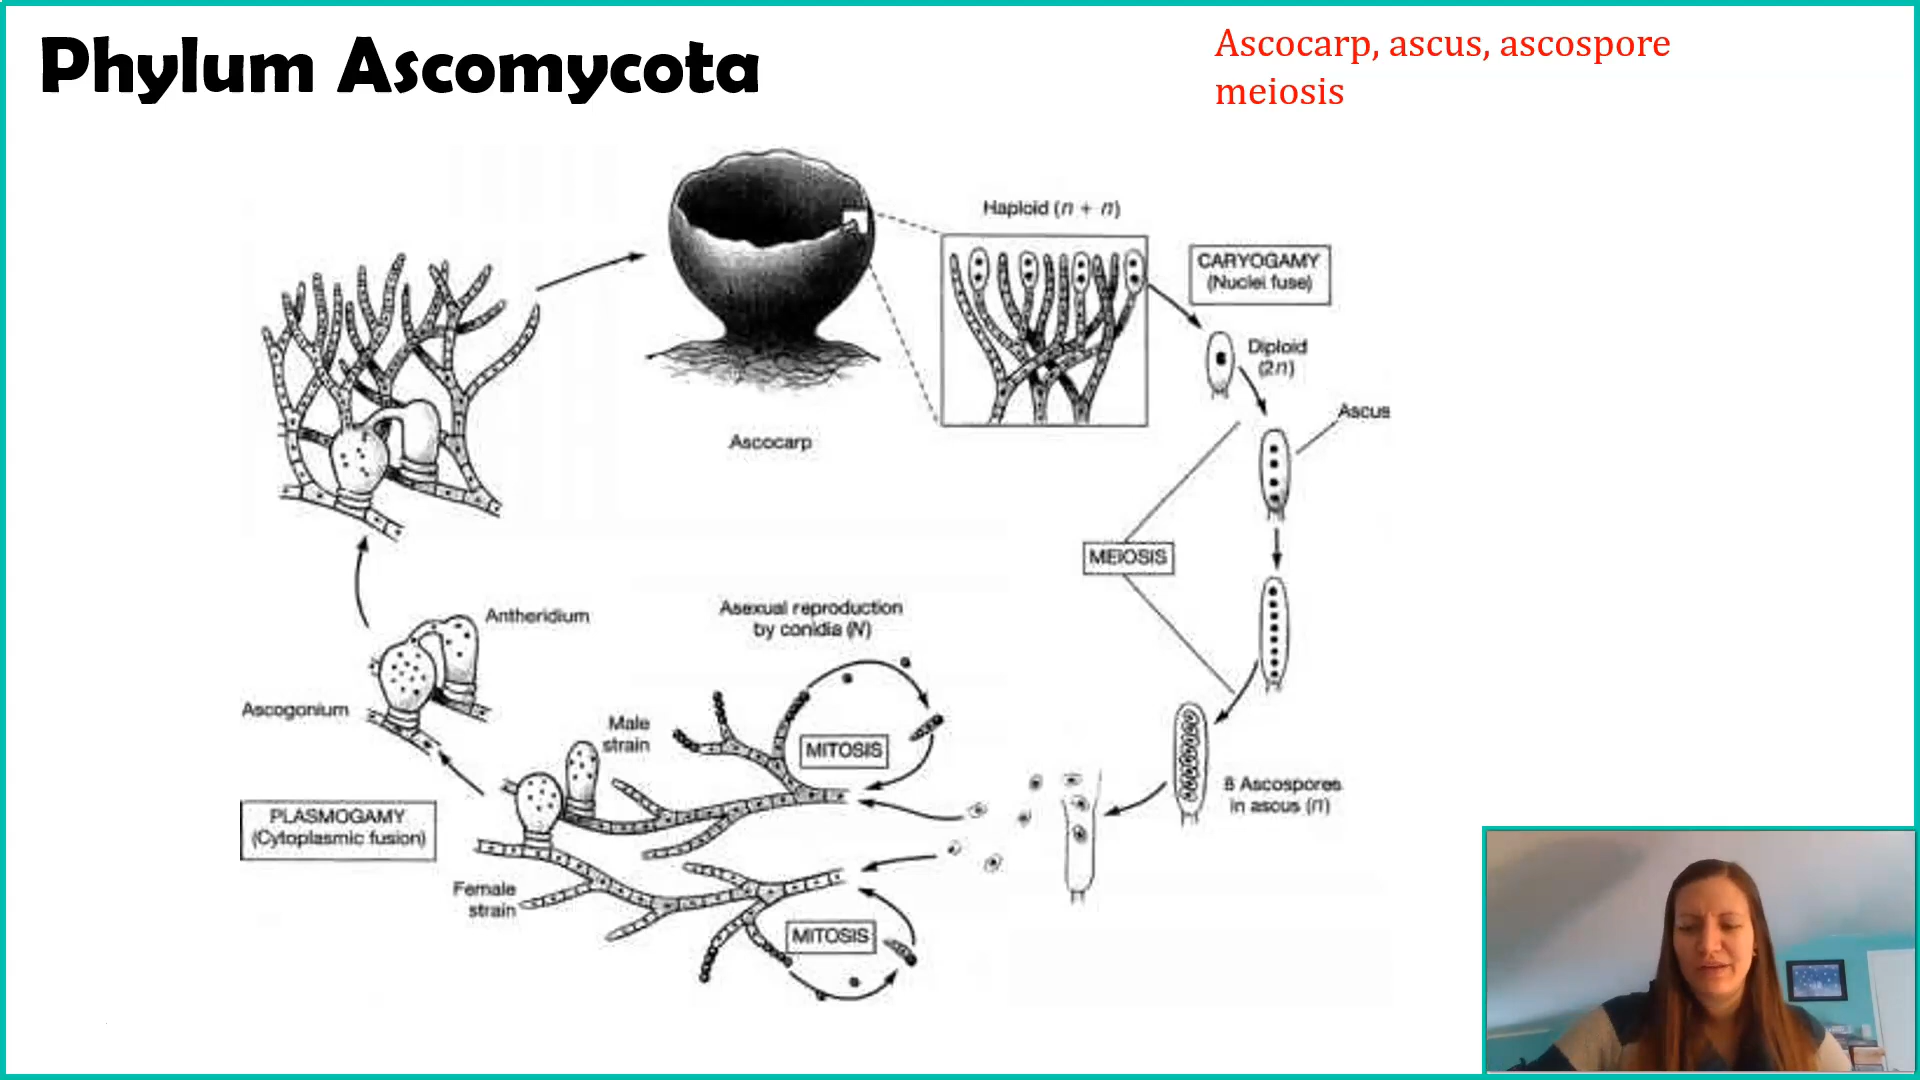 Phylum Ascomycota
Ascocarp, ascus, ascospore
meiosis
Haploid (n + n)
CARYOGAMY
(Nuclei fuse)
Diploid
(2n)
Ascus
Ascocarp
MEIOSIS
Antheridium
Asexual reproduction
by conidia (N)
Ascogonium
Male
strain
MITOSIS
8 Ascospores
in ascus (n)
PLASMOGAMY
(Cytoplasmic fusion)
Female
strain
MITOSIS